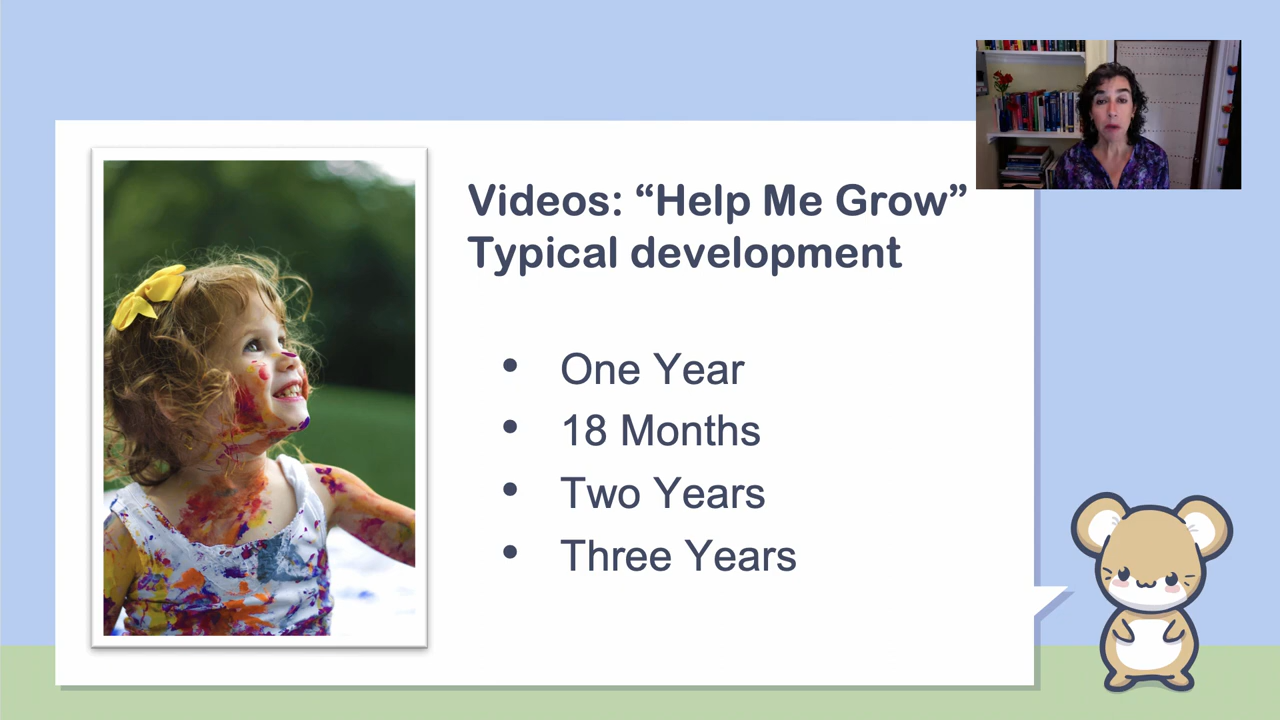 Videos: “Help Me Grow”
Typical development
• One Year
• 18 Months
• Two Years
• Three Years